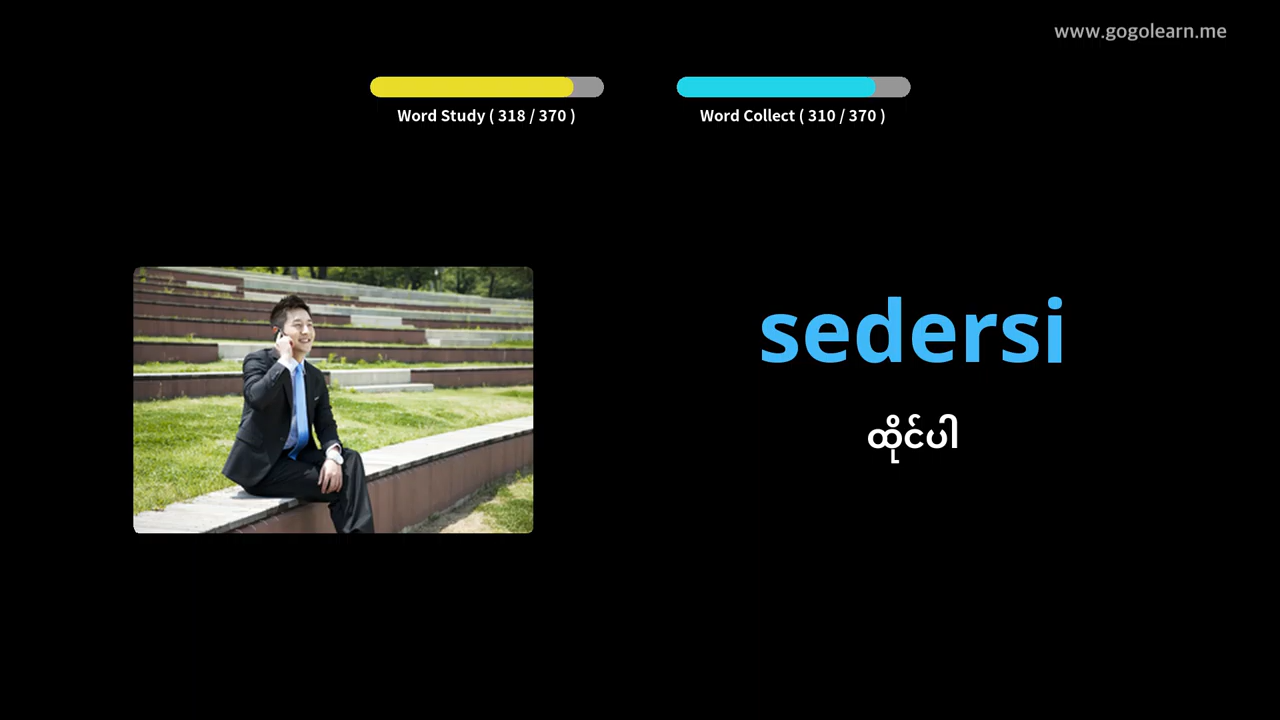 www.gogolearn.me
Word Study ( 318 / 370 )
Word Collect ( 310 / 370 )
sedersi
ထိုင်ပါ